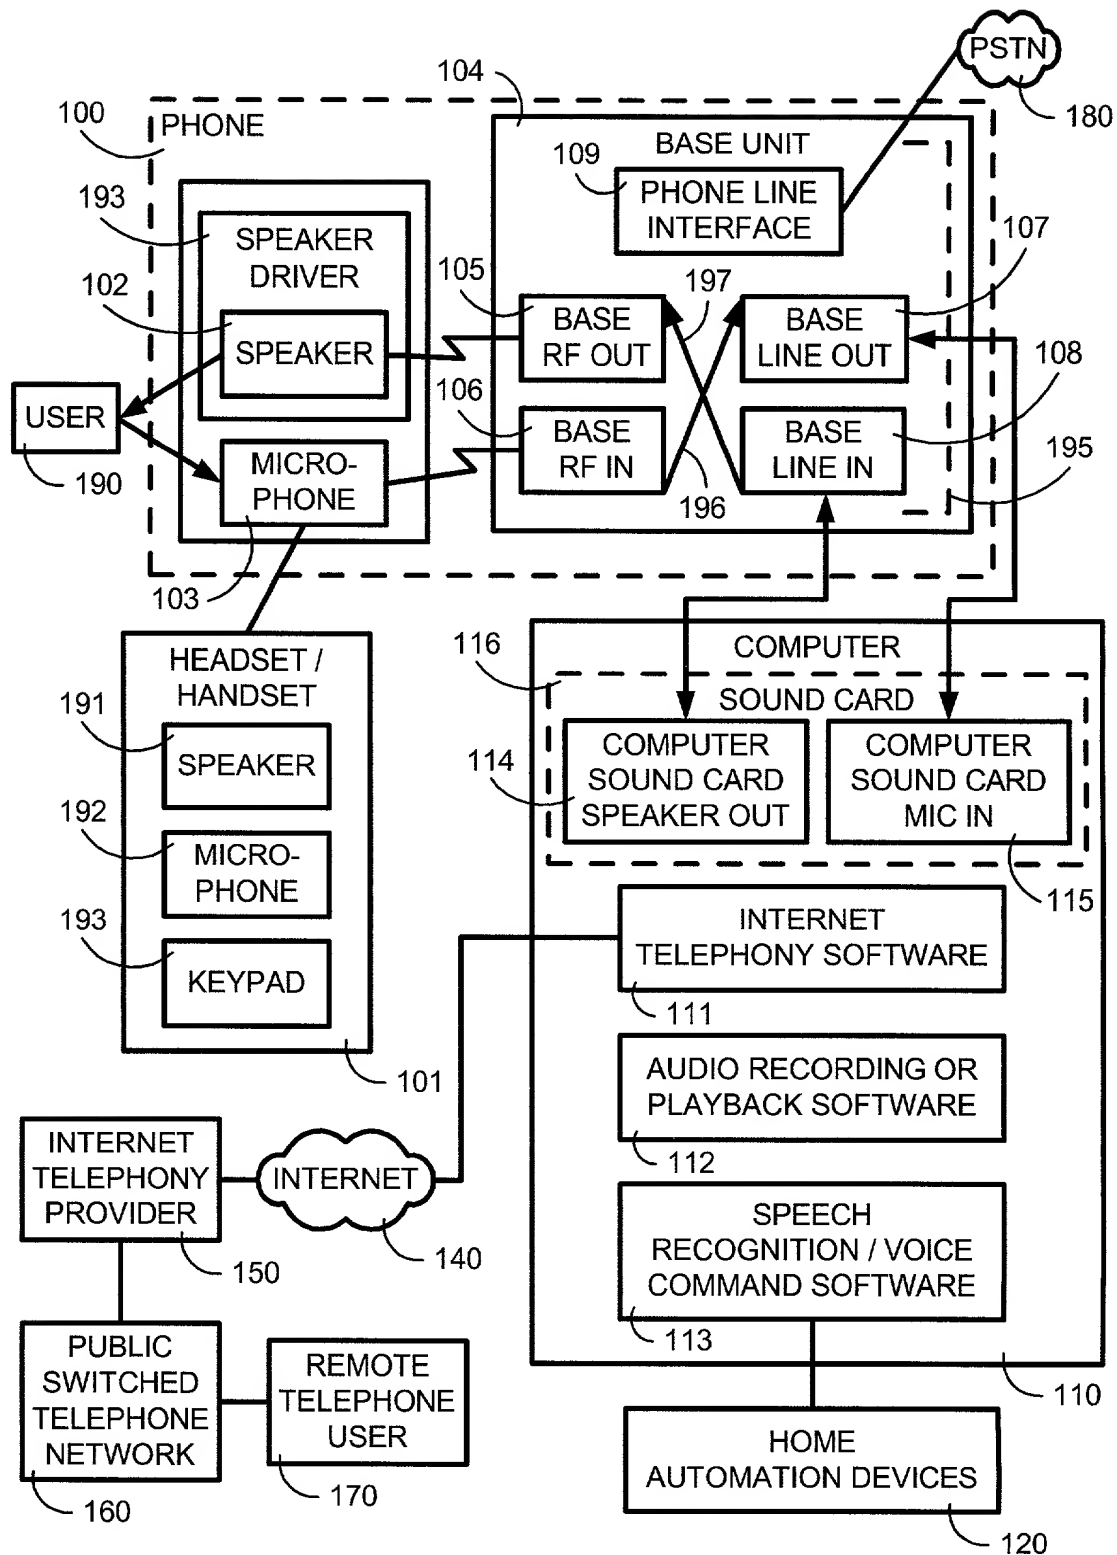 PSTN
180
104
100
PHONE
BASE UNIT
109
PHONE LINE
INTERFACE
193
SPEAKER
DRIVER
107
102
105
197
SPEAKER
BASE
RF OUT
BASE
LINE OUT
108
USER
190
106
MICRO-
PHONE
BASE
RF IN
BASE
LINE IN
195
196
103
HEADSET /
HANDSET
116
COMPUTER
SOUND CARD
191
SPEAKER
114
COMPUTER
SOUND CARD
SPEAKER OUT
COMPUTER
SOUND CARD
MIC IN
192
MICRO-
PHONE
115
193
KEYPAD
INTERNET
TELEPHONY SOFTWARE
111
101
AUDIO RECORDING OR
PLAYBACK SOFTWARE
112
INTERNET
TELEPHONY
PROVIDER
150
INTERNET
140
SPEECH
RECOGNITION / VOICE
COMMAND SOFTWARE
113
110
PUBLIC
SWITCHED
TELEPHONE
NETWORK
160
REMOTE
TELEPHONE
USER
170
HOME
AUTOMATION DEVICES
120